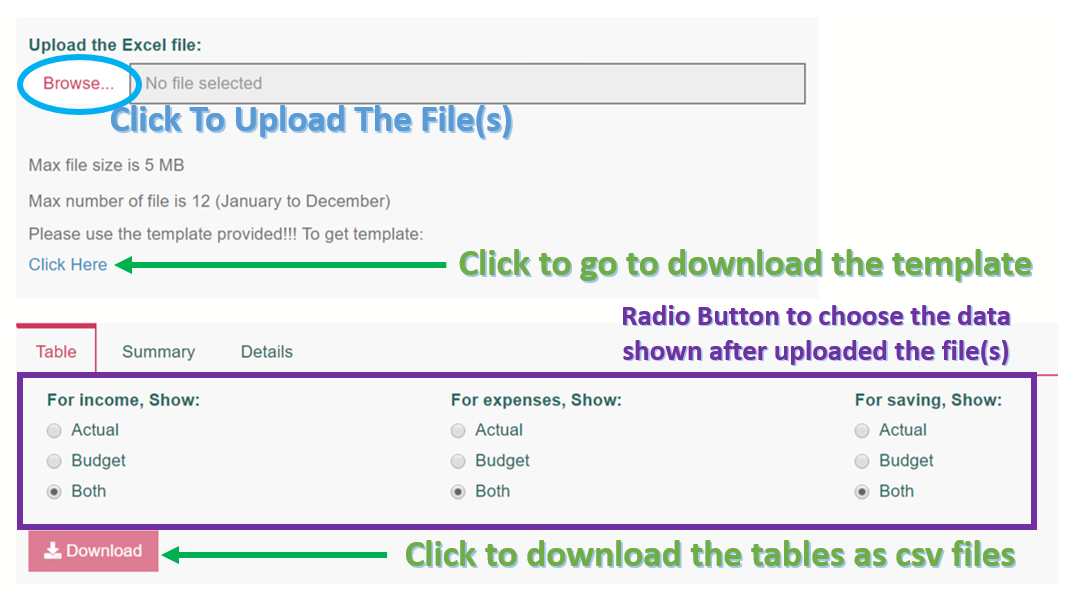 Upload the Excel file:
Browse... No file selected
Click To Upload The File(s)
Max file size is 5 MB
Max number of file is 12 (January to December)
Please use the template provided!!! To get template:
Click Here Click to go to download the template
Radio Button to choose the data
shown after uploaded the file(s)
Table Summary Details
For income, Show: For expenses, Show: For saving, Show:
Actual Actual Actual
Budget Budget Budget
Both Both Both
Download Click to download the tables as csv files